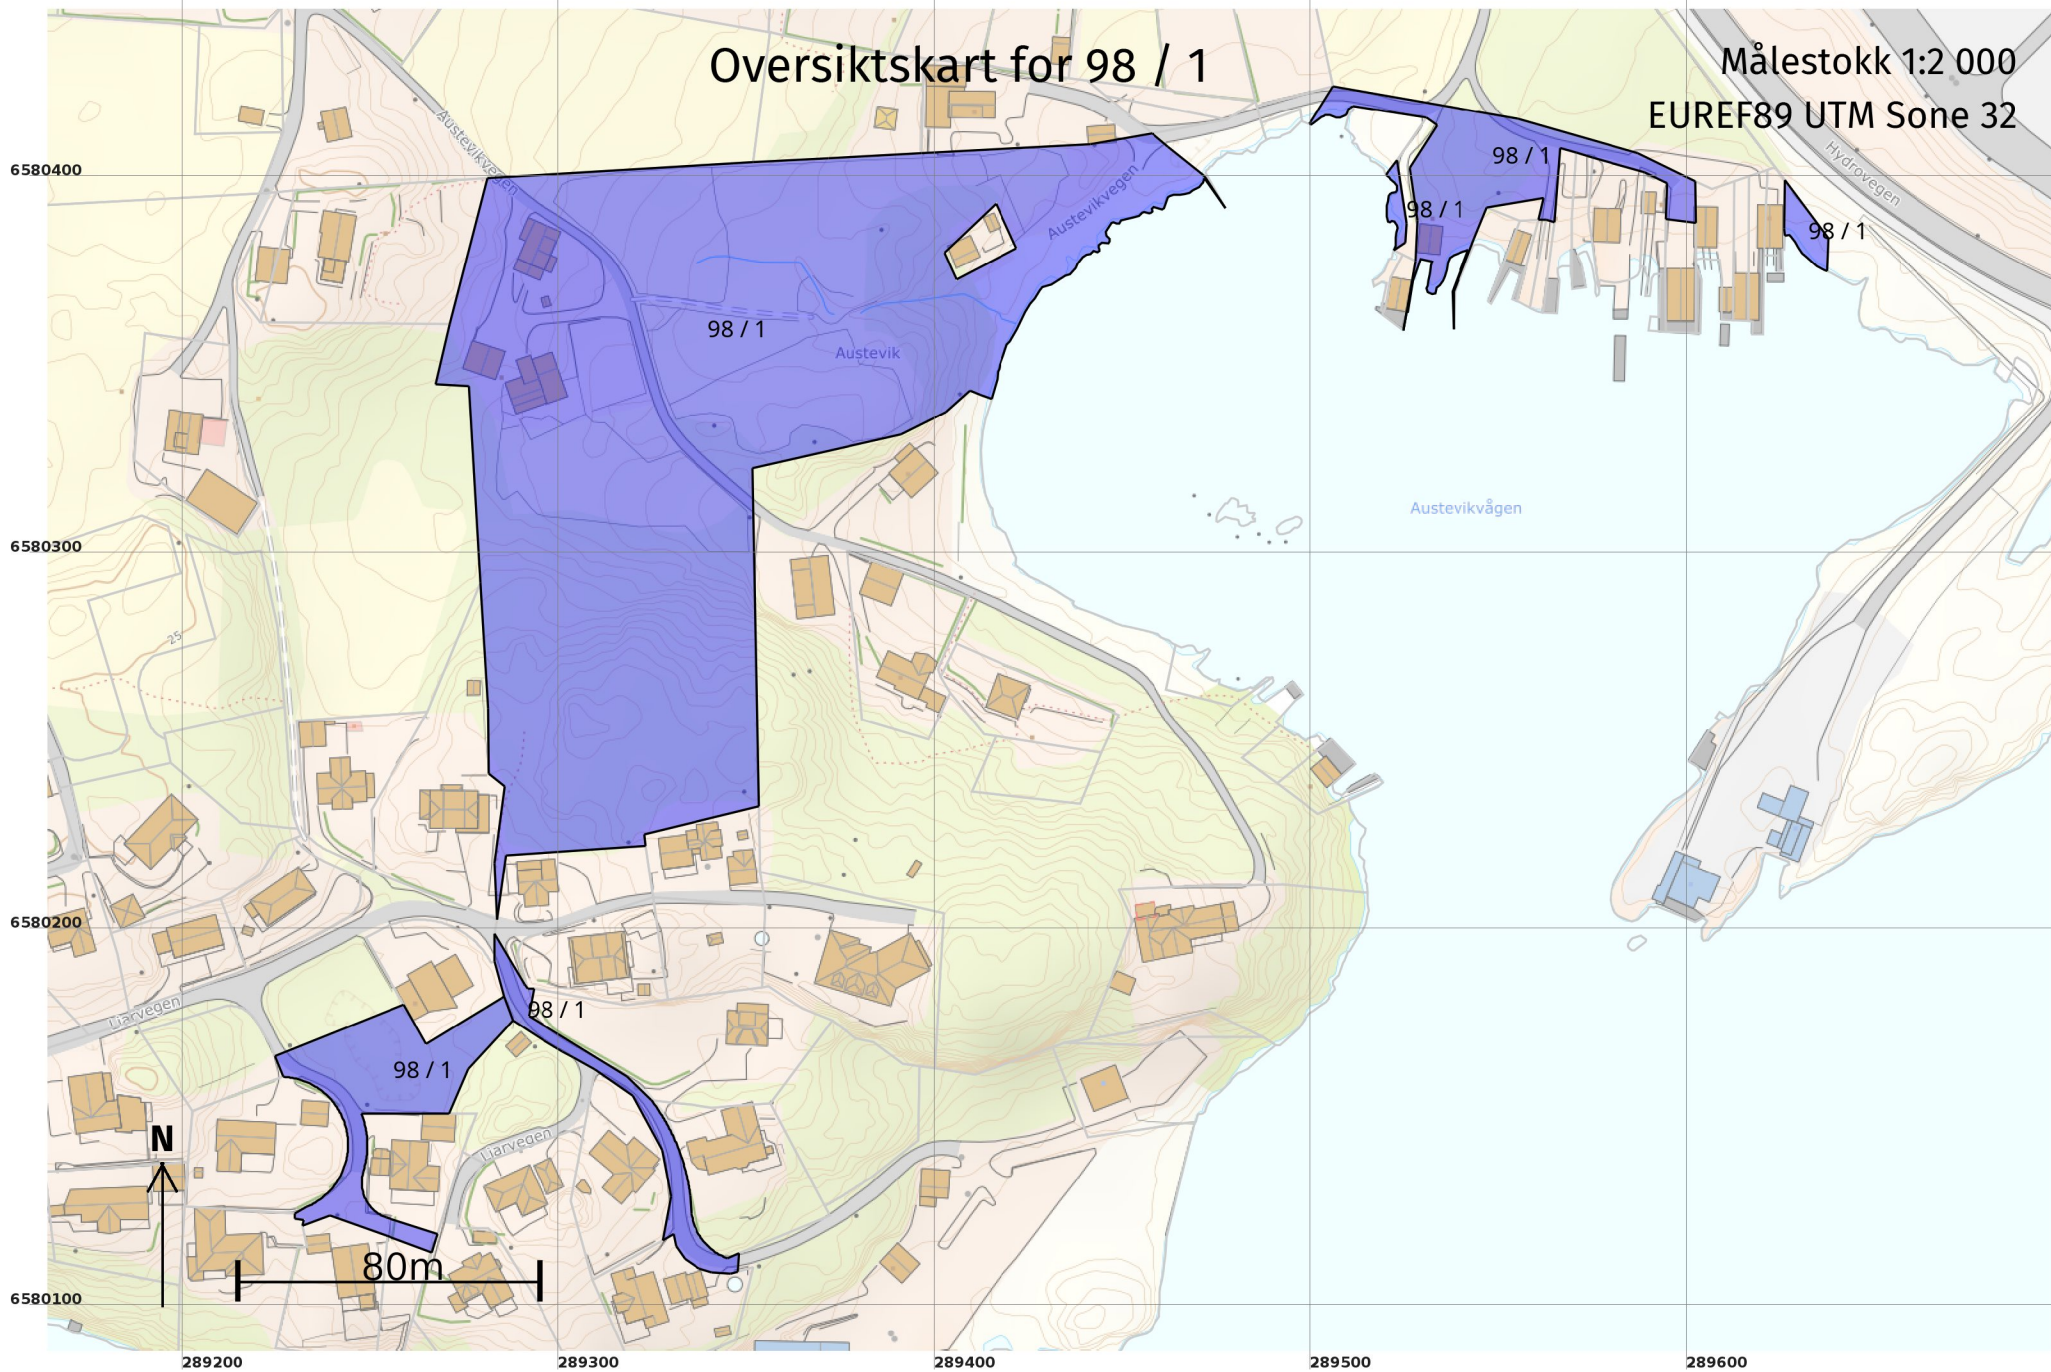 Oversiktskart for 98 / 1
Målestokk 1:2 000
EUREF89 UTM Sone 32
Austevikvegen
Hydrovegen
98 / 1
6580400
98 / 1
98 / 1
Austevikvegen
98 / 1
Austevik
Austevikvågen
6580300
25
6580200
Liarvegen
98 / 1
98 / 1
Liarvegen
N
80m
6580100
289200
289300
289400
289500
289600